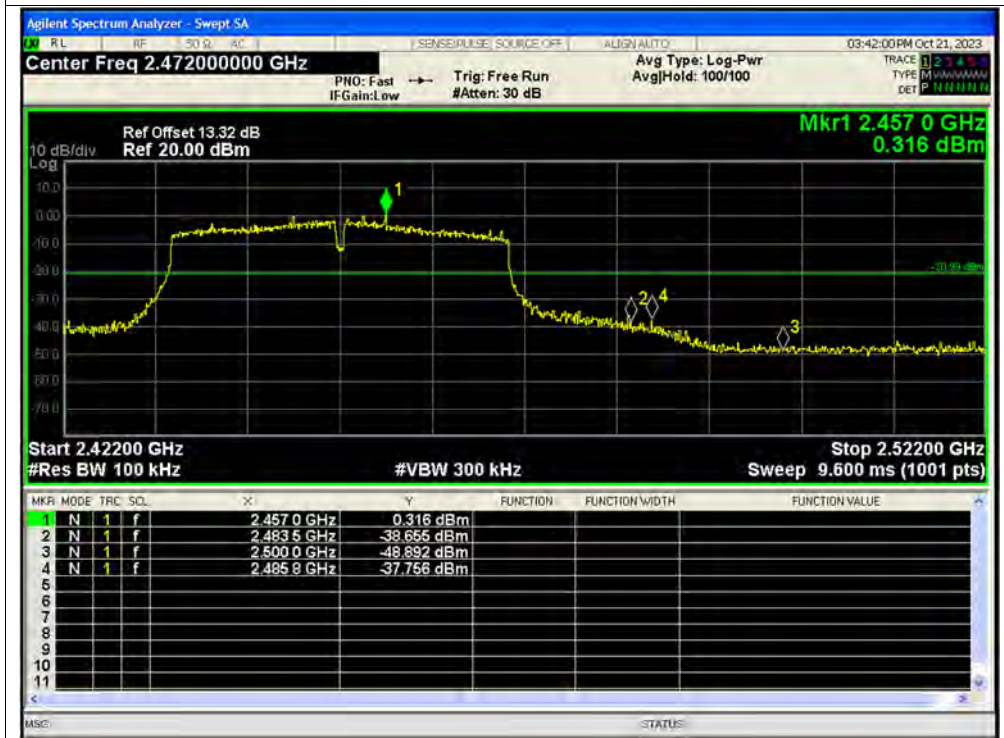 Agilent Spectrum Analyzer - Swept SA
RL RF 50 Ω AC SENSE:PULSE SOURCE OFF ALIGN AUTO 03:42:00 PM Oct 21, 2023
Center Freq 2.472000000 GHz
PNO: Fast
IFGain:Low
Trig: Free Run
#Atten: 30 dB
Avg Type: Log-Pwr
Avg|Hold: 100/100
TRACE 1 2 3 4 5 6
TYPE M WWWWW
DET P N N N N N
Mkr1 2.457 0 GHz
0.316 dBm
Ref Offset 13.32 dB
10 dB/div Ref 20.00 dBm
Log
10.0
0.00
-10.0
-20.0
-30.0
-40.0
-50.0
-60.0
-70.0
1
2
4
3
-20.99 dBm
Start 2.42200 GHz Stop 2.52200 GHz
#Res BW 100 kHz #VBW 300 kHz Sweep 9.600 ms (1001 pts)
MKR MODE TRC SCL X Y FUNCTION FUNCTION WIDTH FUNCTION VALUE
1 N 1 f 2.457 0 GHz 0.316 dBm
2 N 1 f 2.483 5 GHz -38.655 dBm
3 N 1 f 2.500 0 GHz -48.892 dBm
4 N 1 f 2.485 8 GHz -37.756 dBm
5
6
7
8
9
10
11
MSG STATUS